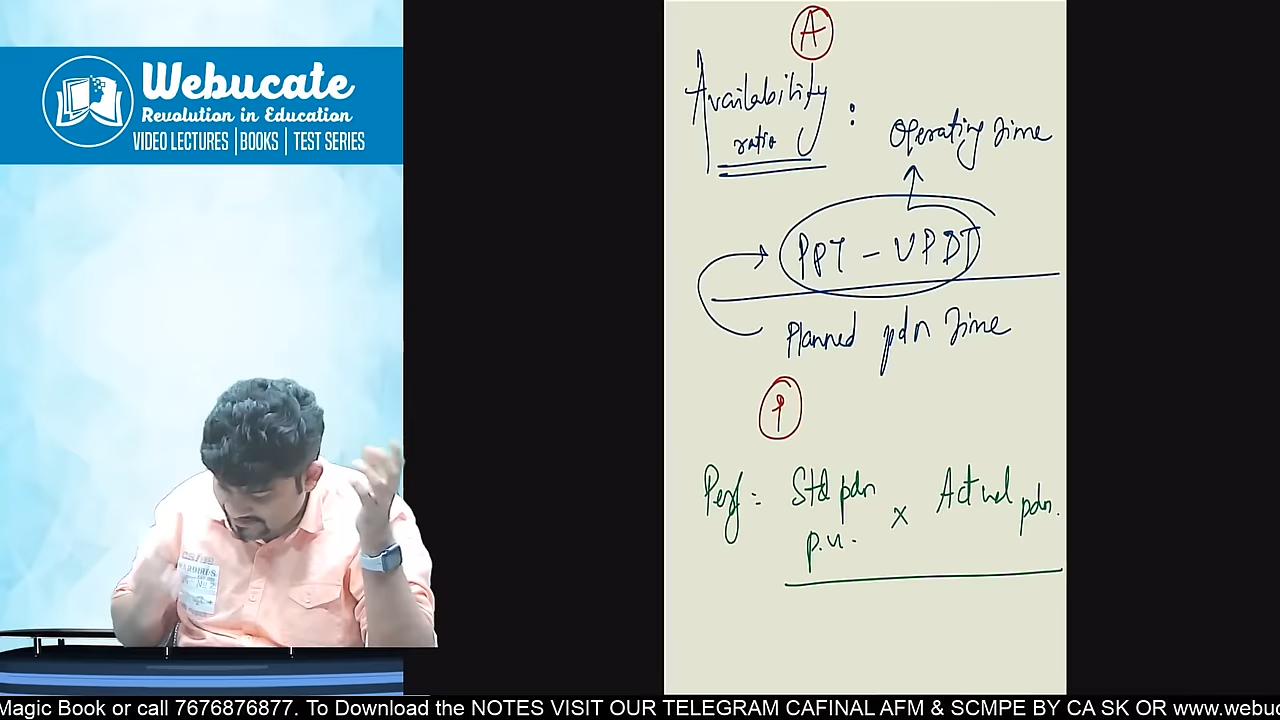 Webucate
Revolution in Education
VIDEO LECTURES | BOOKS | TEST SERIES
A
Availability ratio :
Operating Time
PPT - UPDT
Planned pdn Time
P
Perf = Std pdn p.u. x Actual pdn.
Magic Book or call 7676876877. To Download the NOTES VISIT OUR TELEGRAM CAFINAL AFM & SCMPE BY CA SK OR www.webuc